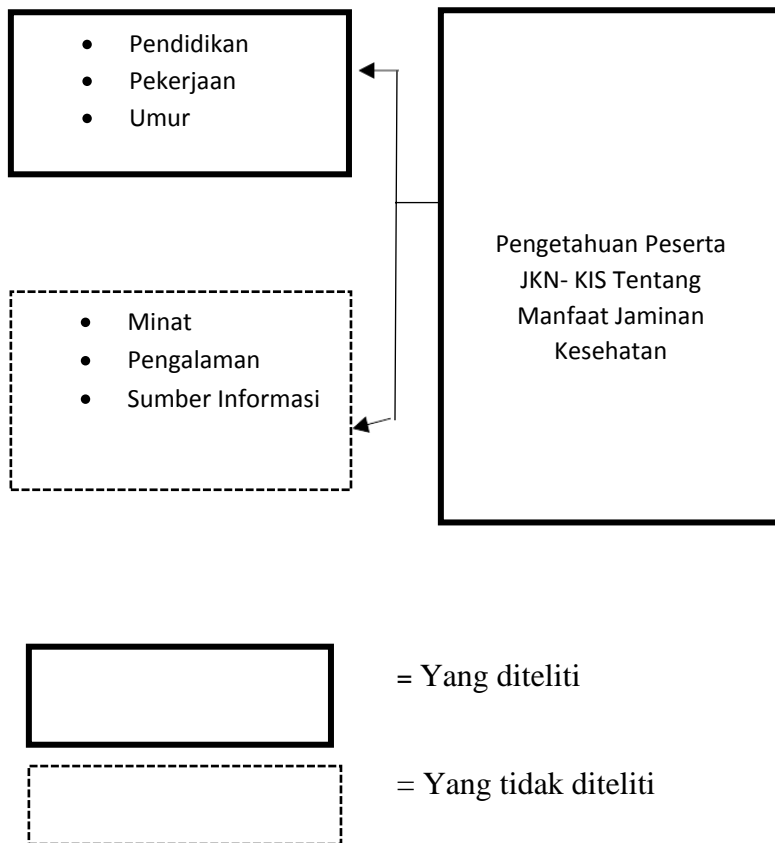 • Pendidikan
• Pekerjaan
• Umur
• Minat
• Pengalaman
• Sumber Informasi
Pengetahuan Peserta
JKN- KIS Tentang
Manfaat Jaminan
Kesehatan
= Yang diteliti
= Yang tidak diteliti